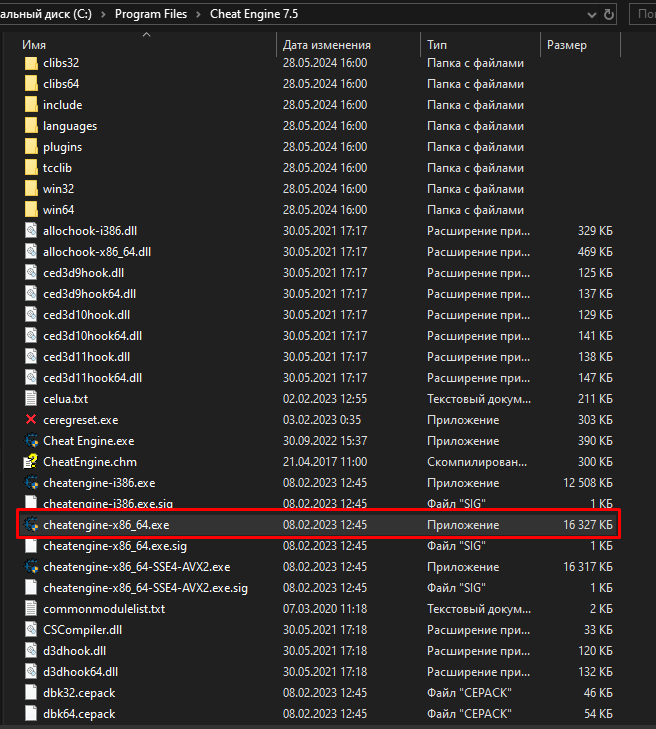 альный диск (C:) › Program Files › Cheat Engine 7.5 По
Имя Дата изменения Тип Размер
clibs32 28.05.2024 16:00 Папка с файлами
clibs64 28.05.2024 16:00 Папка с файлами
include 28.05.2024 16:00 Папка с файлами
languages 28.05.2024 16:00 Папка с файлами
plugins 28.05.2024 16:00 Папка с файлами
tcclib 28.05.2024 16:00 Папка с файлами
win32 28.05.2024 16:00 Папка с файлами
win64 28.05.2024 16:00 Папка с файлами
allochook-i386.dll 30.05.2021 17:17 Расширение при... 329 КБ
allochook-x86_64.dll 30.05.2021 17:17 Расширение при... 469 КБ
ced3d9hook.dll 30.05.2021 17:17 Расширение при... 125 КБ
ced3d9hook64.dll 30.05.2021 17:17 Расширение при... 137 КБ
ced3d10hook.dll 30.05.2021 17:17 Расширение при... 129 КБ
ced3d10hook64.dll 30.05.2021 17:17 Расширение при... 141 КБ
ced3d11hook.dll 30.05.2021 17:17 Расширение при... 138 КБ
ced3d11hook64.dll 30.05.2021 17:17 Расширение при... 147 КБ
celua.txt 02.02.2023 12:55 Текстовый докум... 211 КБ
ceregreset.exe 03.02.2023 0:35 Приложение 303 КБ
Cheat Engine.exe 30.09.2022 15:37 Приложение 390 КБ
CheatEngine.chm 21.04.2017 11:00 Скомпилирован... 300 КБ
cheatengine-i386.exe 08.02.2023 12:45 Приложение 12 508 КБ
cheatengine-i386.exe.sig 08.02.2023 12:45 Файл "SIG" 1 КБ
cheatengine-x86_64.exe 08.02.2023 12:45 Приложение 16 327 КБ
cheatengine-x86_64.exe.sig 08.02.2023 12:45 Файл "SIG" 1 КБ
cheatengine-x86_64-SSE4-AVX2.exe 08.02.2023 12:45 Приложение 16 317 КБ
cheatengine-x86_64-SSE4-AVX2.exe.sig 08.02.2023 12:45 Файл "SIG" 1 КБ
commonmodulelist.txt 07.03.2020 11:18 Текстовый докум... 2 КБ
CSCompiler.dll 30.05.2021 17:18 Расширение при... 33 КБ
d3dhook.dll 30.05.2021 17:18 Расширение при... 120 КБ
d3dhook64.dll 30.05.2021 17:18 Расширение при... 132 КБ
dbk32.cepack 08.02.2023 12:45 Файл "CEPACK" 46 КБ
dbk64.cepack 08.02.2023 12:45 Файл "CEPACK" 54 КБ